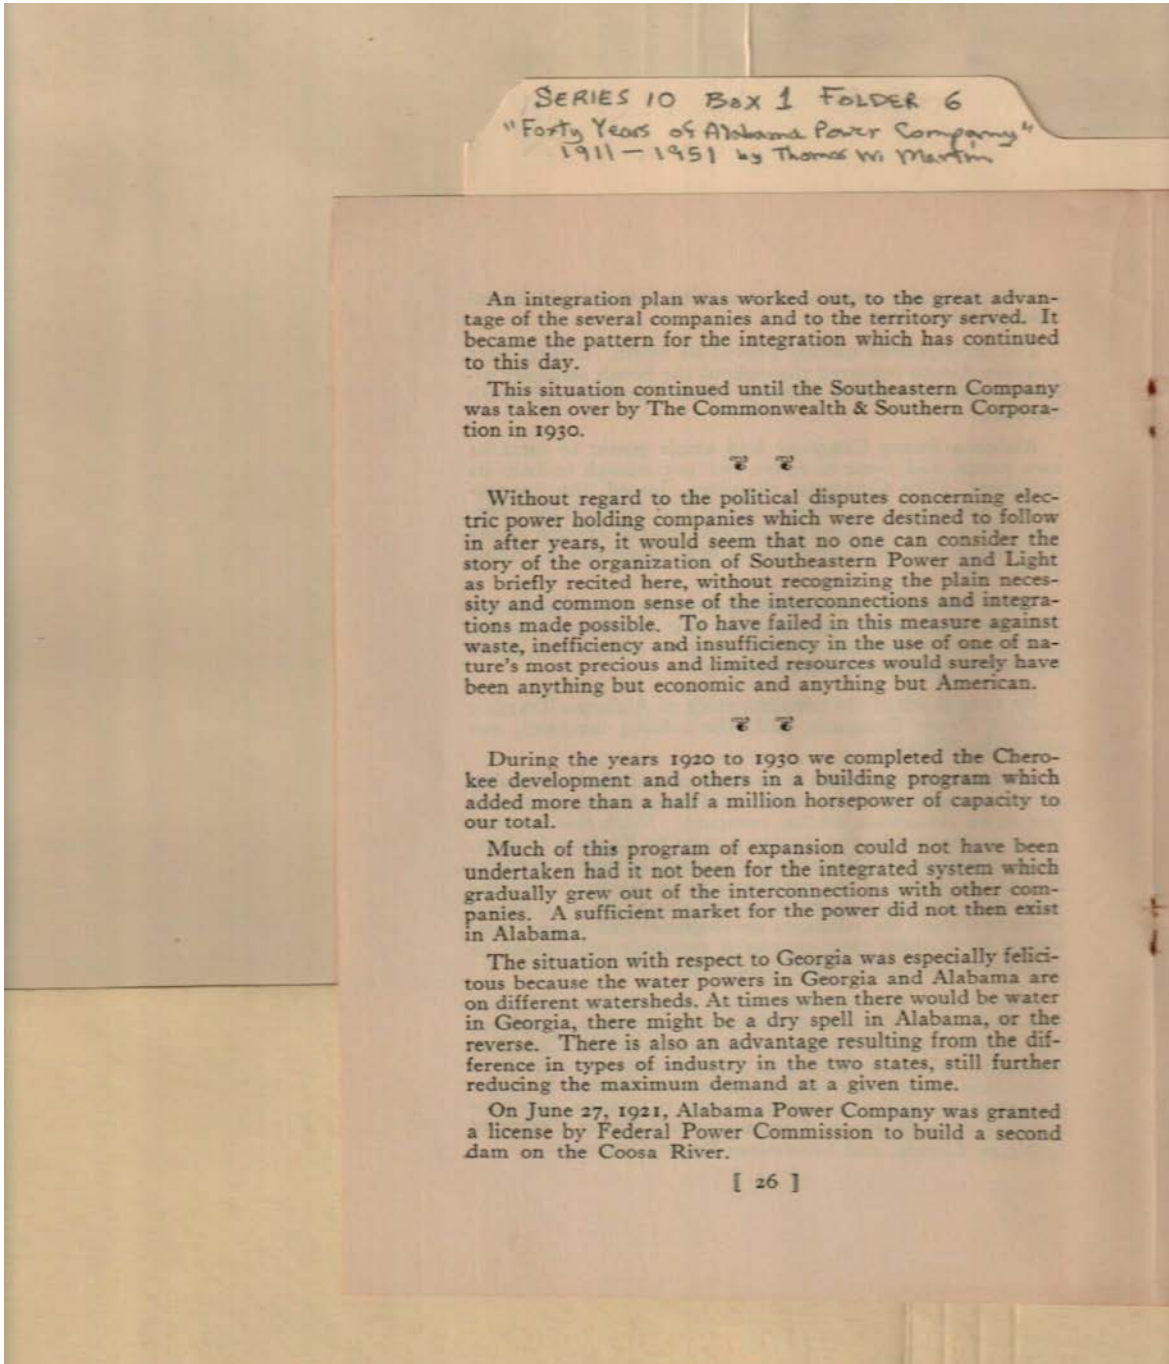 SERIES 10 BOX 1 FOLDER 6
"Forty Years of Alabama Power Company"
1911-1951 by Thomas W. Martin
An integration plan was worked out, to the great advan-
tage of the several companies and to the territory served. It
became the pattern for the integration which has continued
to this day.
This situation continued until the Southeastern Company
was taken over by The Commonwealth & Southern Corpora-
tion in 1930.
Without regard to the political disputes concerning elec-
tric power holding companies which were destined to follow
in after years, it would seem that no one can consider the
story of the organization of Southeastern Power and Light
as briefly recited here, without recognizing the plain neces-
sity and common sense of the interconnections and integra-
tions made possible. To have failed in this measure against
waste, inefficiency and insufficiency in the use of one of na-
ture's most precious and limited resources would surely have
been anything but economic and anything but American.
During the years 1920 to 1930 we completed the Chero-
kee development and others in a building program which
added more than a half a million horsepower of capacity to
our total.
Much of this program of expansion could not have been
undertaken had it not been for the integrated system which
gradually grew out of the interconnections with other com-
panies. A sufficient market for the power did not then exist
in Alabama.
The situation with respect to Georgia was especially felici-
tous because the water powers in Georgia and Alabama are
on different watersheds. At times when there would be water
in Georgia, there might be a dry spell in Alabama, or the
reverse. There is also an advantage resulting from the dif-
ference in types of industry in the two states, still further
reducing the maximum demand at a given time.
On June 27, 1921, Alabama Power Company was granted
a license by Federal Power Commission to build a second
dam on the Coosa River.
[ 26 ]